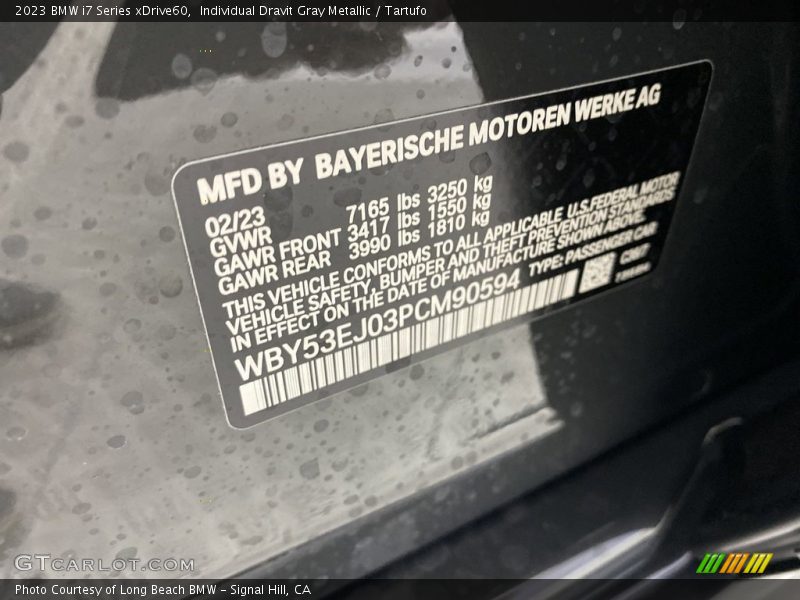 2023 BMW i7 Series xDrive60, Individual Dravit Gray Metallic / Tartufo
MFD BY BAYERISCHE MOTOREN WERKE AG
02/23
GVWR 7165 lbs 3250 kg
GAWR FRONT 3417 lbs 1550 kg
GAWR REAR 3990 lbs 1810 kg
THIS VEHICLE CONFORMS TO ALL APPLICABLE U.S.FEDERAL MOTOR
VEHICLE SAFETY, BUMPER AND THEFT PREVENTION STANDARDS
IN EFFECT ON THE DATE OF MANUFACTURE SHOWN ABOVE.
WBY53EJ03PCM90594 TYPE: PASSENGER CAR
GTCARLOT.COM
Photo Courtesy of Long Beach BMW – Signal Hill, CA